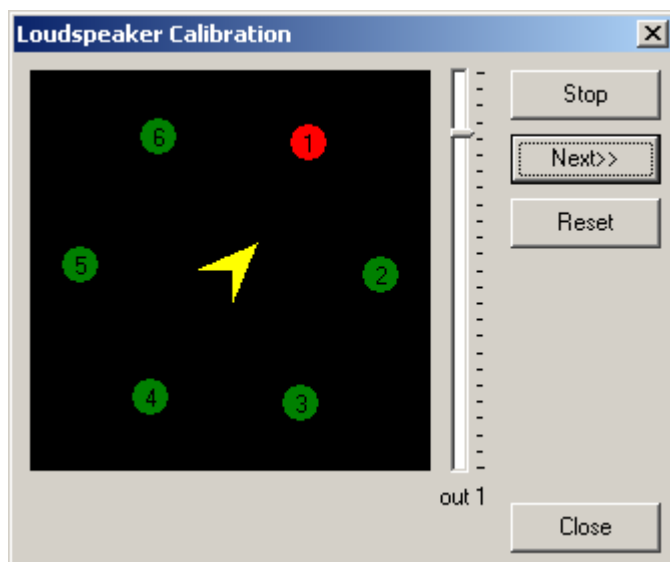 Loudspeaker Calibration
6
1
5
2
4
3
out 1
Stop
Next>>
Reset
Close